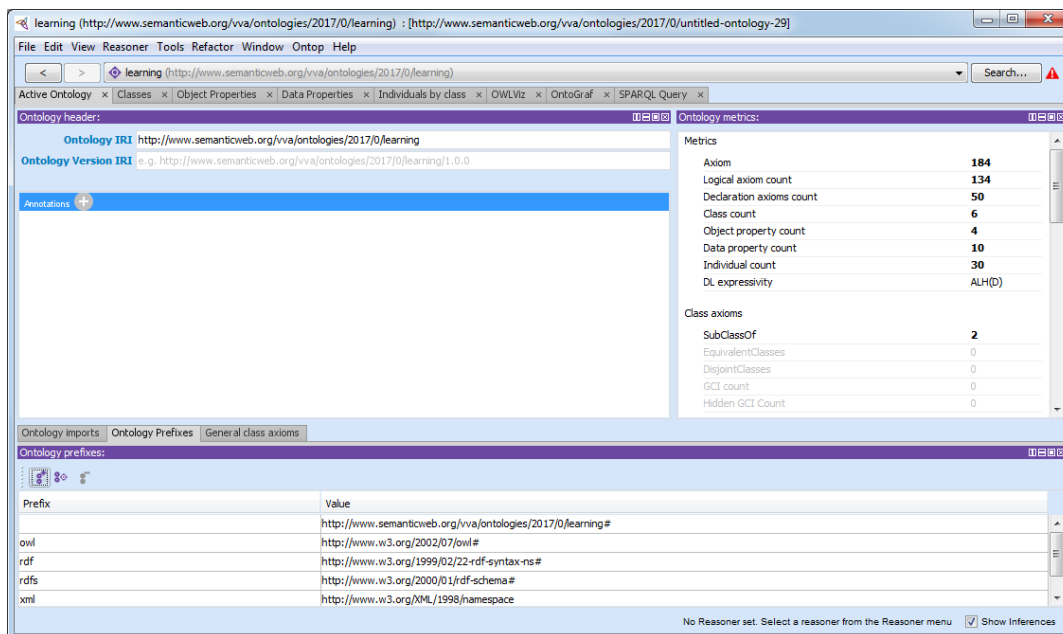 learning (http://www.semanticweb.org/vva/ontologies/2017/0/learning) : [http://www.semanticweb.org/vva/ontologies/2017/0/untitled-ontology-29]
File Edit View Reasoner Tools Refactor Window Ontop Help
< > learning (http://www.semanticweb.org/vva/ontologies/2017/0/learning) Search...
Active Ontology × Classes × Object Properties × Data Properties × Individuals by class × OWLViz × OntoGraf × SPARQL Query ×
Ontology header:
Ontology IRI http://www.semanticweb.org/vva/ontologies/2017/0/learning
Ontology Version IRI e.g. http://www.semanticweb.org/vva/ontologies/2017/0/learning/1.0.0
Annotations
Ontology metrics:
Metrics
Axiom 184
Logical axiom count 134
Declaration axioms count 50
Class count 6
Object property count 4
Data property count 10
Individual count 30
DL expressivity ALH(D)
Class axioms
SubClassOf 2
EquivalentClasses 0
DisjointClasses 0
GCI count 0
Hidden GCI Count 0
Ontology imports Ontology Prefixes General class axioms
Ontology prefixes:
Prefix Value
http://www.semanticweb.org/vva/ontologies/2017/0/learning#
owl http://www.w3.org/2002/07/owl#
rdf http://www.w3.org/1999/02/22-rdf-syntax-ns#
rdfs http://www.w3.org/2000/01/rdf-schema#
xml http://www.w3.org/XML/1998/namespace
No Reasoner set. Select a reasoner from the Reasoner menu Show Inferences